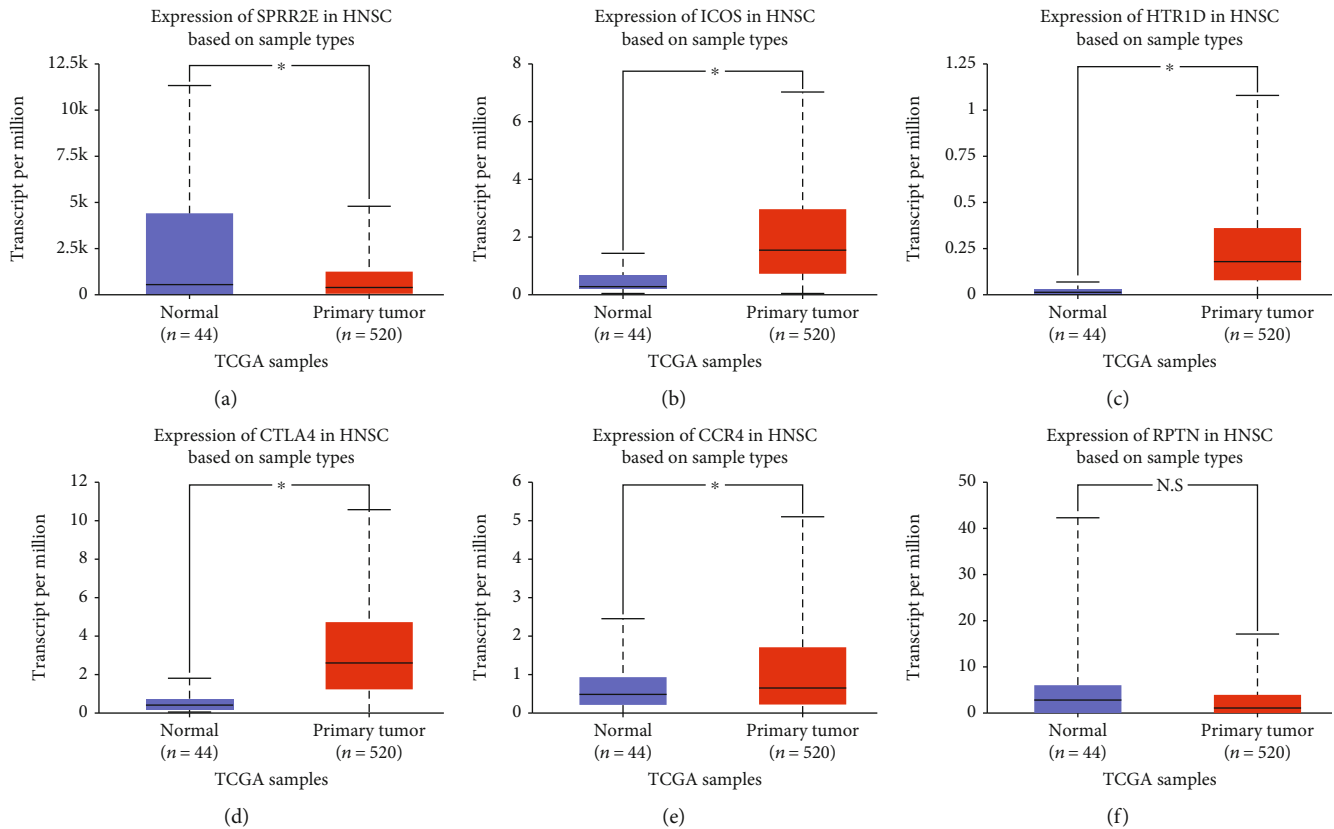 Expression of SPRR2E in HNSC
based on sample types
12.5k
10k
7.5k
5k
2.5k
0
Transcript per million
*
Normal
(n = 44)
Primary tumor
(n = 520)
TCGA samples
(a)
Expression of ICOS in HNSC
based on sample types
8
6
4
2
0
Transcript per million
*
Normal
(n = 44)
Primary tumor
(n = 520)
TCGA samples
(b)
Expression of HTR1D in HNSC
based on sample types
1.25
1
0.75
0.5
0.25
0
Transcript per million
*
Normal
(n = 44)
Primary tumor
(n = 520)
TCGA samples
(c)
Expression of CTLA4 in HNSC
based on sample types
12
10
8
6
4
2
0
Transcript per million
*
Normal
(n = 44)
Primary tumor
(n = 520)
TCGA samples
(d)
Expression of CCR4 in HNSC
based on sample types
6
5
4
3
2
1
0
Transcript per million
*
Normal
(n = 44)
Primary tumor
(n = 520)
TCGA samples
(e)
Expression of RPTN in HNSC
based on sample types
50
40
30
20
10
0
Transcript per million
N.S
Normal
(n = 44)
Primary tumor
(n = 520)
TCGA samples
(f)